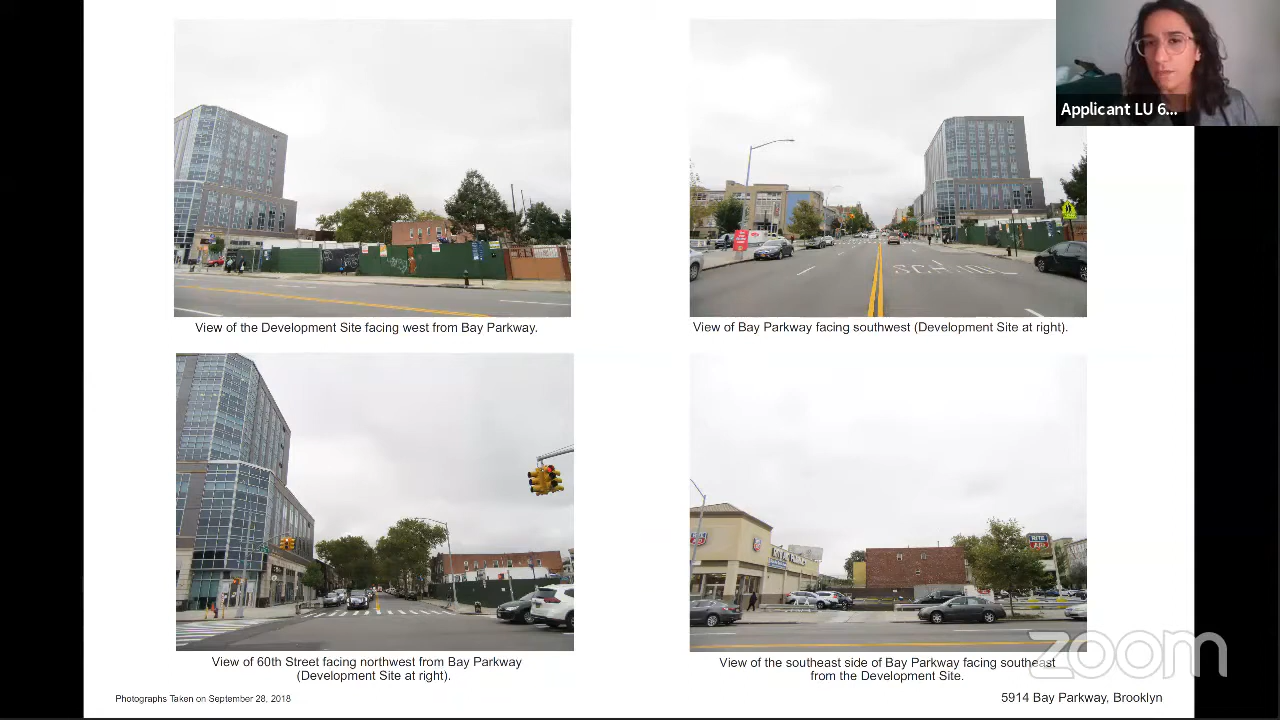 Applicant LU 6...
SCHOOL
View of the Development Site facing west from Bay Parkway.
View of Bay Parkway facing southwest (Development Site at right).
RITE AID
View of 60th Street facing northwest from Bay Parkway
(Development Site at right).
View of the southeast side of Bay Parkway facing southeast
from the Development Site.
zoom
Photographs Taken on September 28, 2018
5914 Bay Parkway, Brooklyn